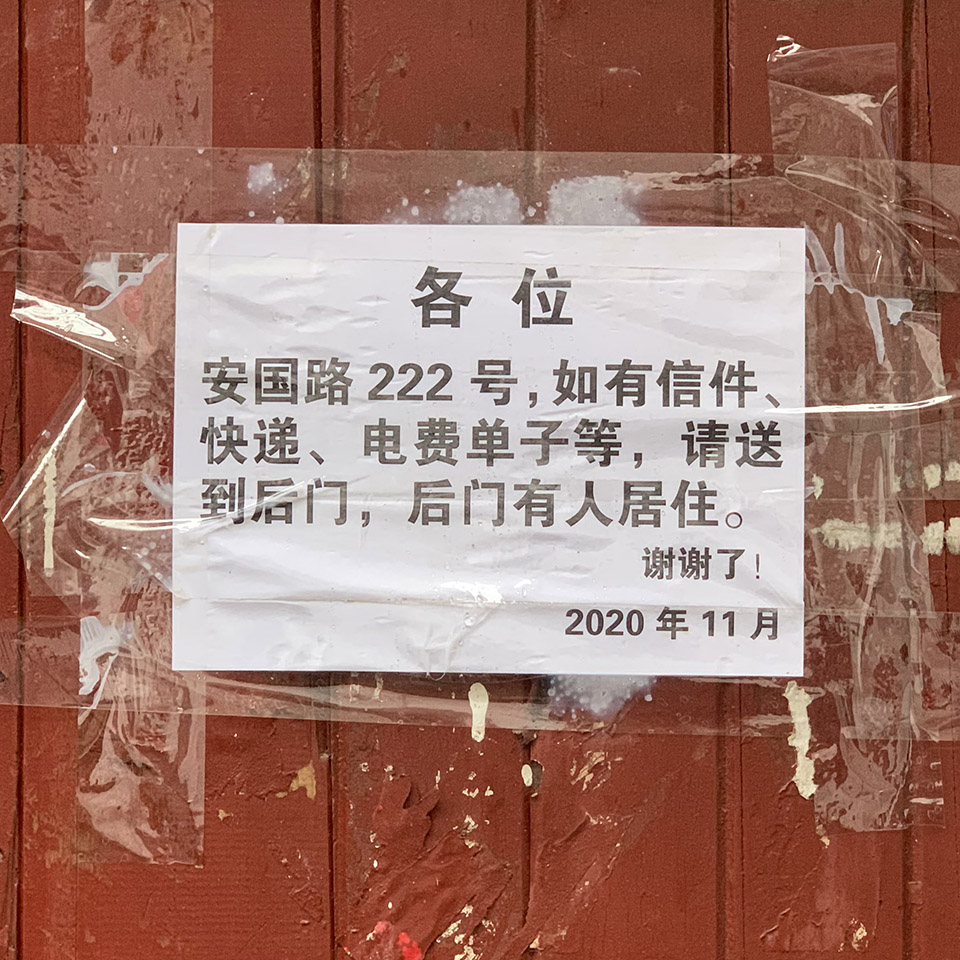 各 位
安国路 222 号,如有信件、
快递、电费单子等，请送
到后门，后门有人居住。
谢谢了!
2020 年 11 月